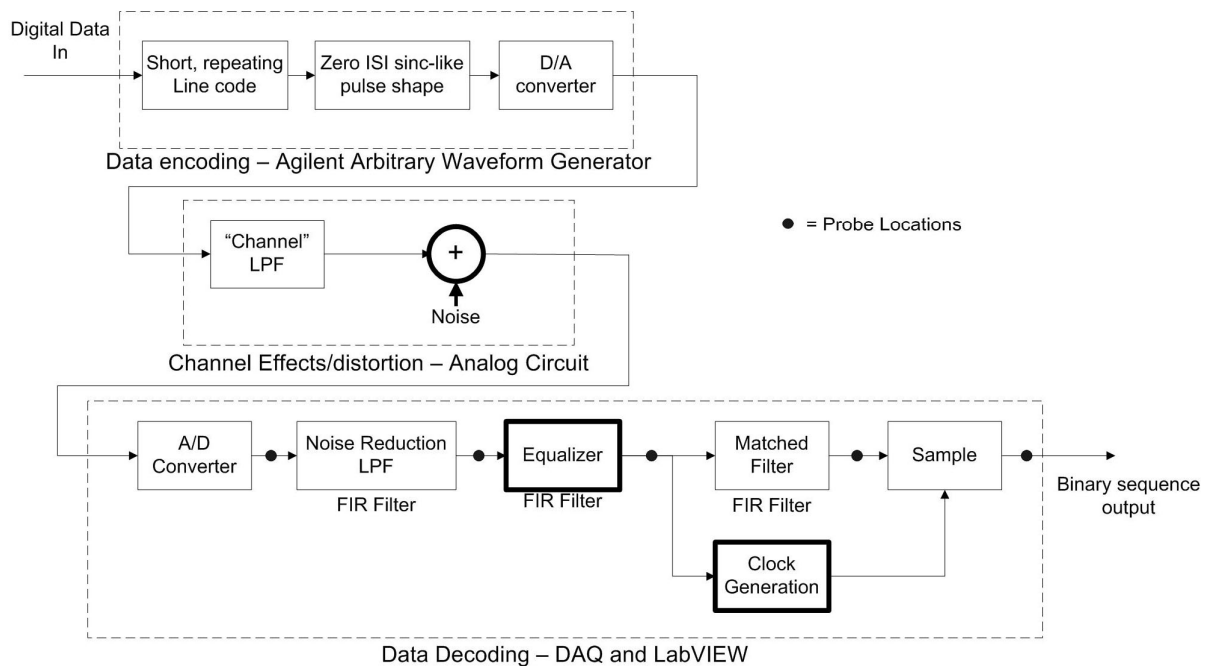 Digital Data
In
Short, repeating
Line code
Zero ISI sinc-like
pulse shape
D/A
converter
Data encoding – Agilent Arbitrary Waveform Generator
“Channel”
LPF
+
Noise
= Probe Locations
Channel Effects/distortion – Analog Circuit
A/D
Converter
Noise Reduction
LPF
FIR Filter
Equalizer
FIR Filter
Matched
Filter
FIR Filter
Sample
Binary sequence
output
Clock
Generation
Data Decoding – DAQ and LabVIEW